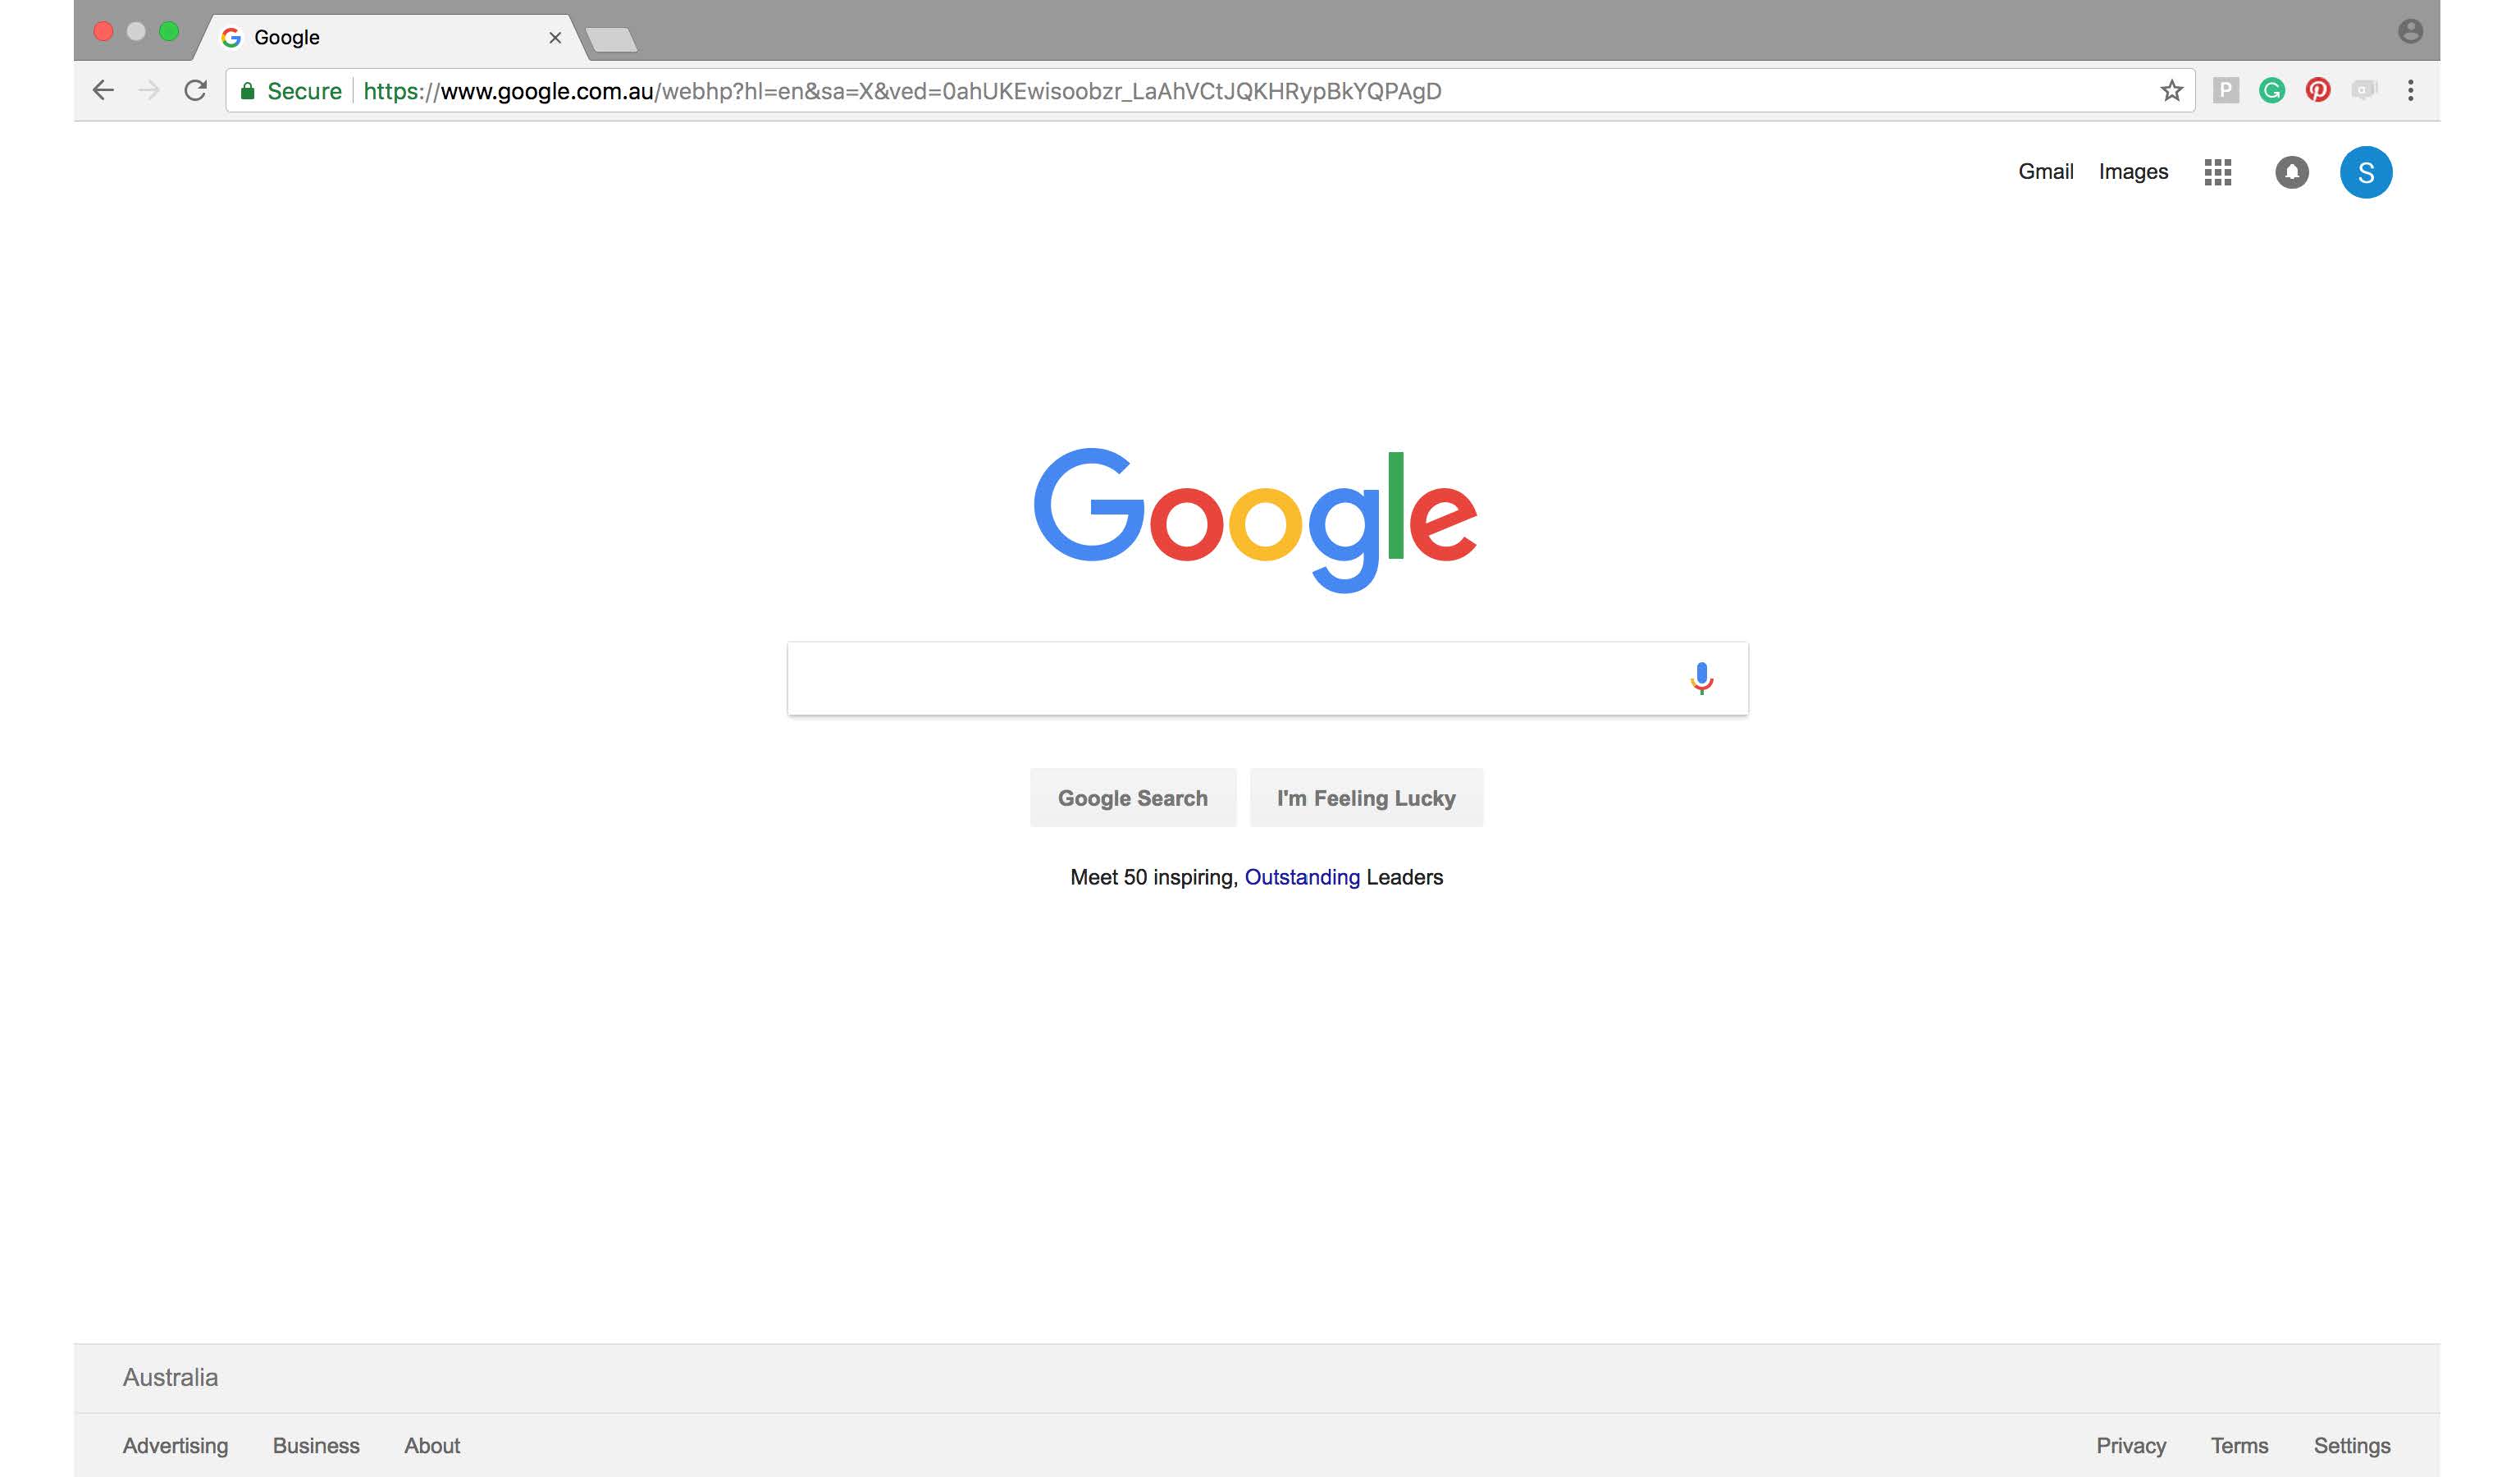 Google
Secure https://www.google.com.au/webhp?hl=en&sa=X&ved=0ahUKEwisoobzr_LaAhVCtJQKHRypBkYQPAgD
P
Gmail Images S
Google
Google Search I'm Feeling Lucky
Meet 50 inspiring, Outstanding Leaders
Australia
Advertising Business About Privacy Terms Settings